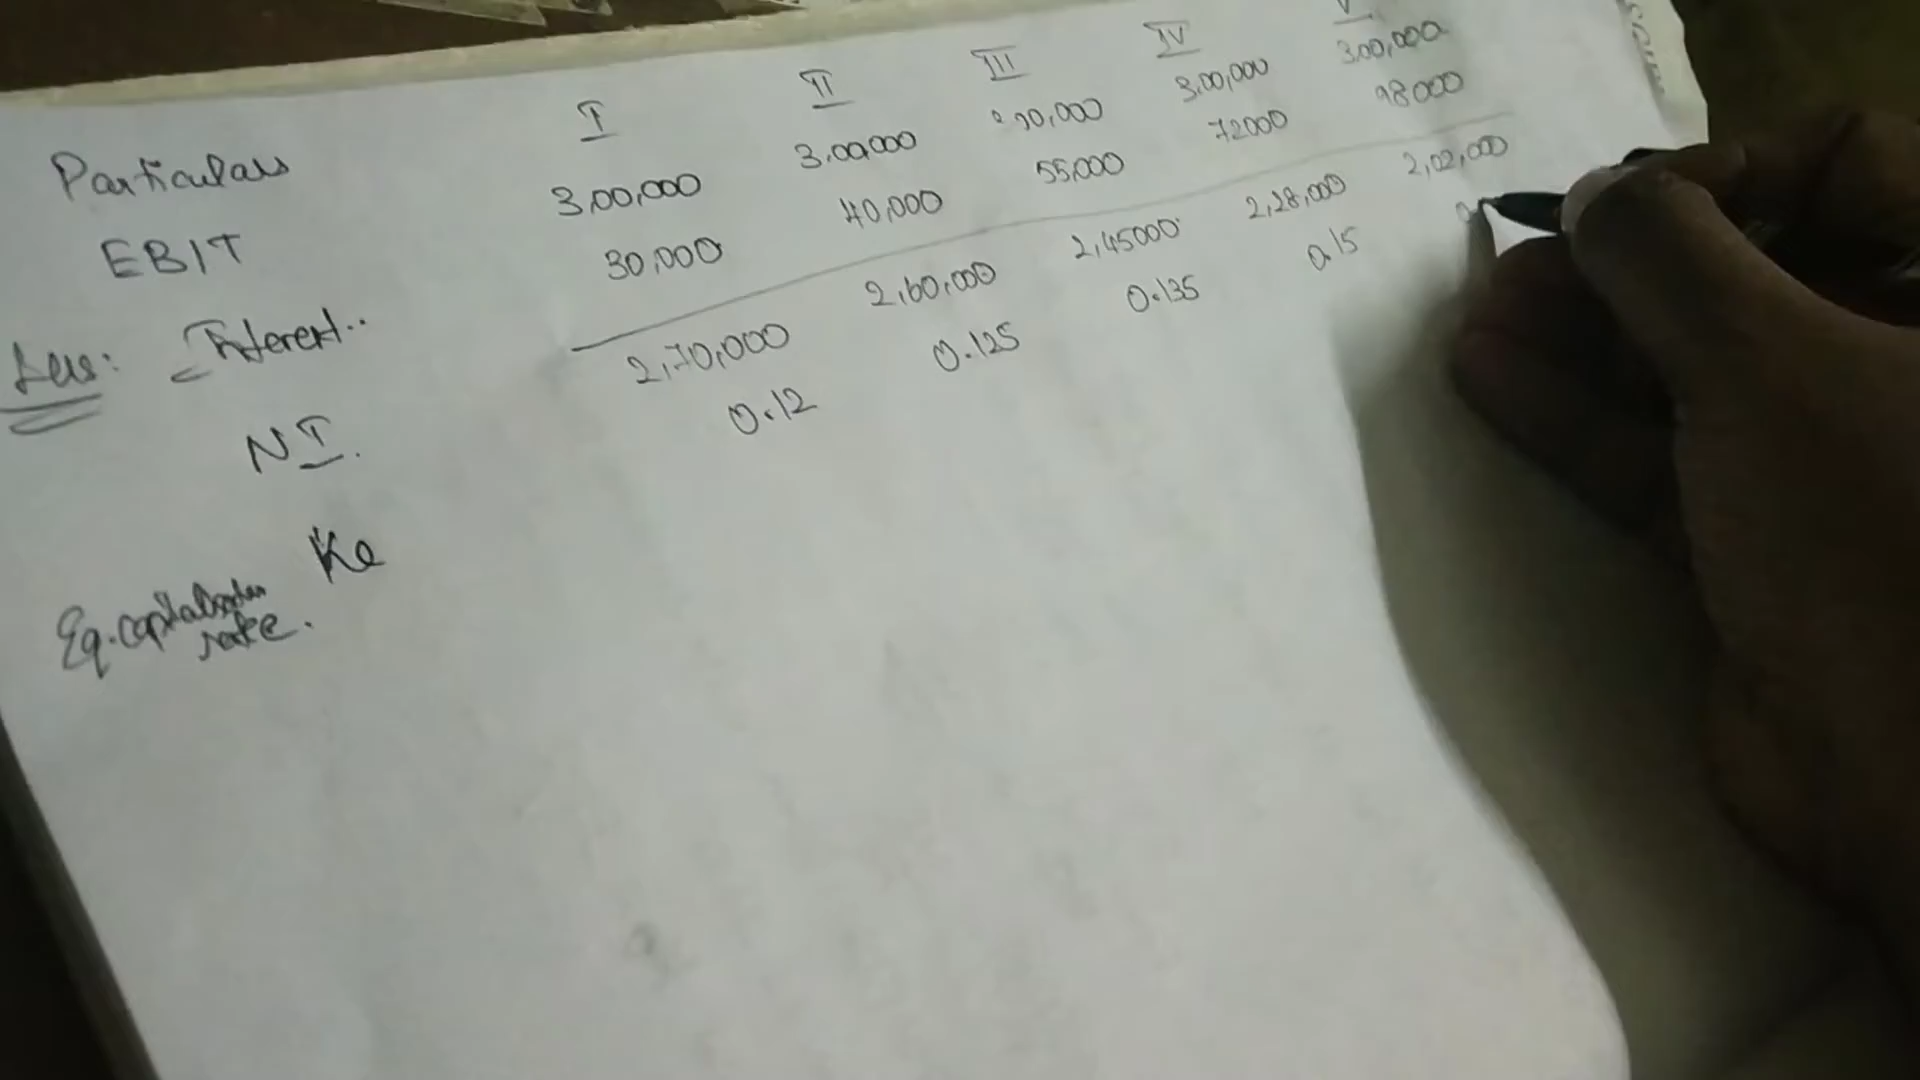 Particulars I II III IV V
EBIT 3,00,000 3,00,000 00,000 3,00,000 3,00,000
Less: Interest.. 30,000 40,000 55,000 72000 98000
NI. 2,70,000 2,60,000 2,45000 2,28,000 2,02,000
Ke 0.12 0.125 0.135 0.15
Eq. capitalisation
rate.